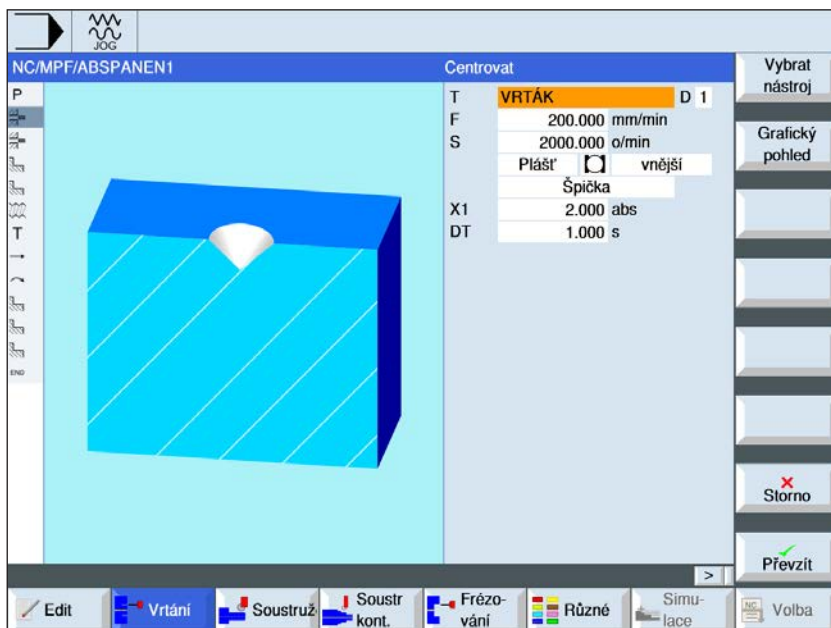 JOG
NC/MPF/ABSPANEN1
Centrovat
P
T
END
T VRTÁK D 1
F 200.000 mm/min
S 2000.000 o/min
Plášť vnější
Špička
X1 2.000 abs
DT 1.000 s
Vybrat
nástroj
Grafický
pohled
Storno
Převzít
>
Edit
Vrtání
Soustruž
Soustr
kont.
Frézo-
vání
Různé
Simu-
lace
NC
Volba